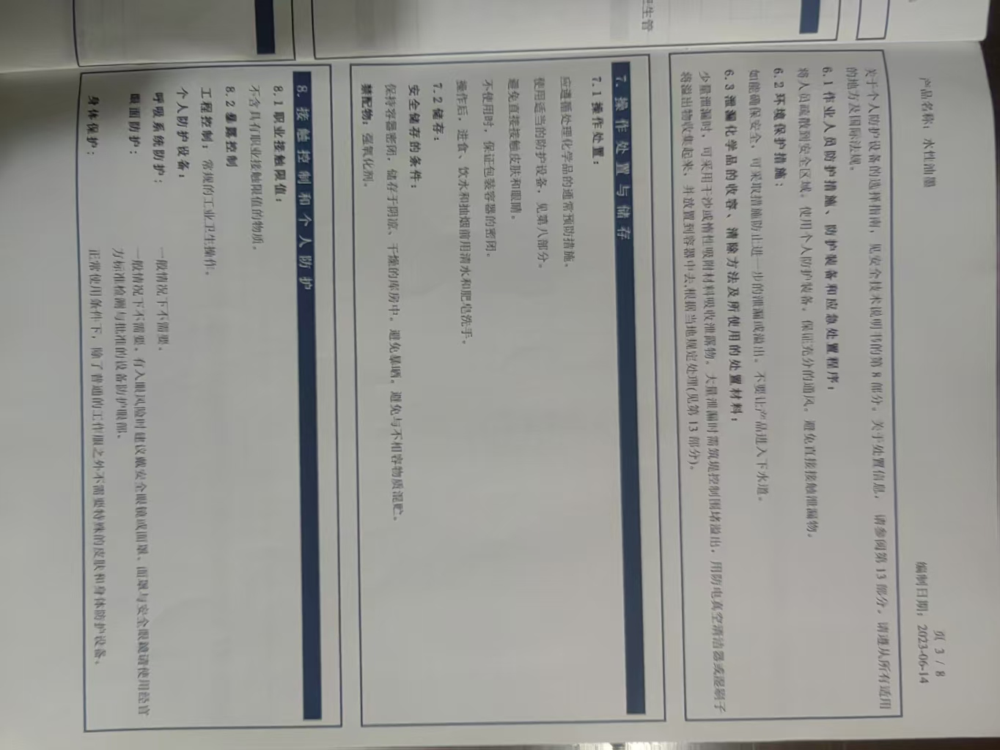 生管
页 3 / 8
产品名称：水性油墨
编制日期：2023-06-14
关于个人防护设备的选择指南，见安全技术说明书的第 8 部分。关于处置信息，请参阅第 13 部分。请遵从所有适用
的地方及国际法规。
6.1 作业人员防护措施、防护装备和应急处置程序：
将人员疏散到安全区域。使用个人防护装备。保证充分的通风。避免直接接触泄漏物。
6.2 环境保护措施：
如能确保安全，可采取措施防止进一步的泄漏或溢出。不要让产品进入下水道。
6.3 泄漏化学品的收容、清除方法及所使用的处置材料：
少量泄漏时，可采用干沙或惰性吸附材料吸收泄露物。大量泄漏时需筑堤控制围堵溢出，用防电真空清洁器或湿刷子
将溢出物收集起来，并放置到容器中去,根据当地规定处理(见第 13 部分)。
7. 操作处置与储存
7.1 操作处置：
应遵循处理化学品的通常预防措施。
使用适当的防护设备，见第八部分。
避免直接接触皮肤和眼睛。
不使用时，保证包装容器的密闭。
操作后，进食、饮水和抽烟前用清水和肥皂洗手。
7.2 储存：
安全储存的条件：
保持容器密闭，储存于阴凉、干燥的库房中。避免暴晒。避免与不相容物质混贮。
禁配物：强氧化剂。
8. 接触控制和个人防护
8.1 职业接触限值：
不含具有职业接触限值的物质。
8.2 暴露控制
工程控制：常规的工业卫生操作。
个人防护设备：
呼吸系统防护：一般情况下不需要。
眼面防护：一般情况下不需要。有入眼风险时建议戴安全眼镜或面罩。面罩与安全眼镜请使用经官
方标准检测与批准的设备防护眼部。
身体保护：正常使用条件下，除了普通的工作服之外不需要特殊的皮肤和身体防护设备。